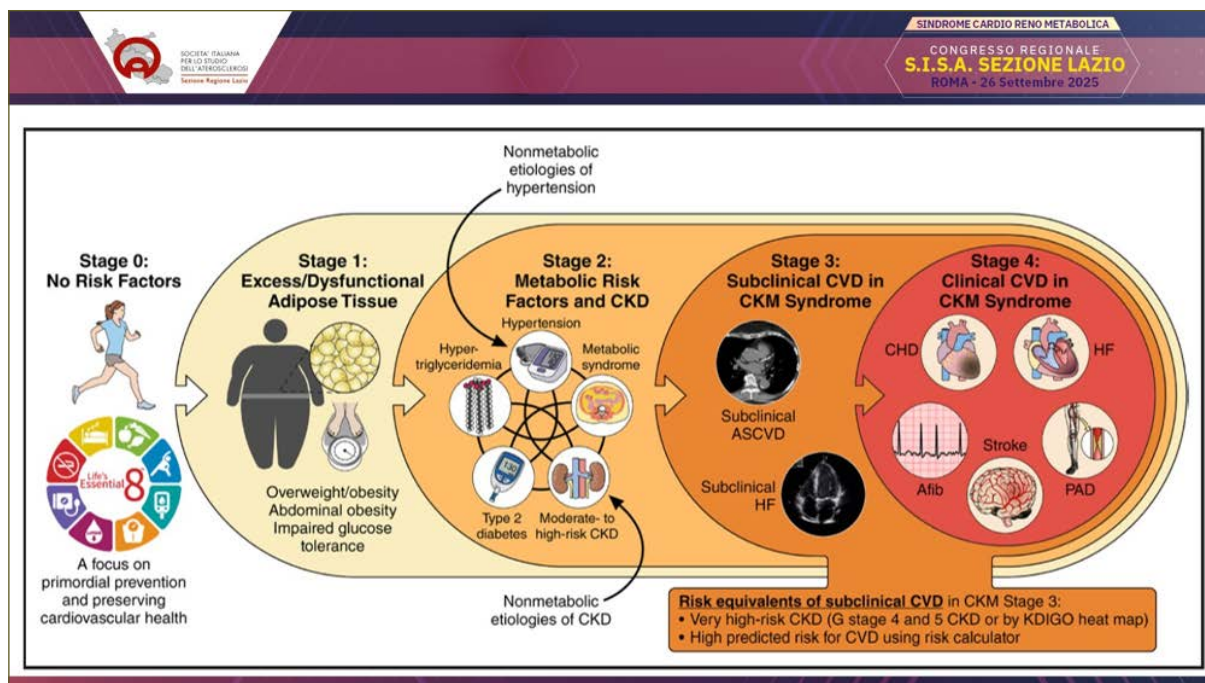 SOCIETA' ITALIANA
PER LO STUDIO
DELL'ATEROSCLEROSI
Sezione Regione Lazio
SINDROME CARDIO RENO METABOLICA
CONGRESSO REGIONALE
S.I.S.A. SEZIONE LAZIO
ROMA - 26 Settembre 2025
Nonmetabolic
etiologies of
hypertension
Stage 0:
No Risk Factors
Life's
Essential 8
A focus on
primordial prevention
and preserving
cardiovascular health
Stage 1:
Excess/Dysfunctional
Adipose Tissue
Overweight/obesity
Abdominal obesity
Impaired glucose
tolerance
Stage 2:
Metabolic Risk
Factors and CKD
Hypertension
Hyper-
triglyceridemia
Metabolic
syndrome
130
Type 2
diabetes
Moderate- to
high-risk CKD
Nonmetabolic
etiologies of CKD
Stage 3:
Subclinical CVD in
CKM Syndrome
Subclinical
ASCVD
Subclinical
HF
Stage 4:
Clinical CVD in
CKM Syndrome
CHD
HF
Afib
Stroke
PAD
Risk equivalents of subclinical CVD in CKM Stage 3:
• Very high-risk CKD (G stage 4 and 5 CKD or by KDIGO heat map)
• High predicted risk for CVD using risk calculator